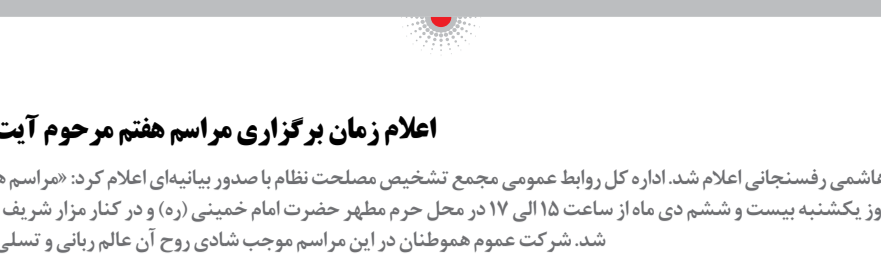 اعلام زمان برگزاری مراسم هفتم مرحوم آیت
هاشمی رفسنجانی اعلام شد. اداره کل روابط عمومی مجمع تشخیص مصلحت نظام با صدور بیانیه‌ای اعلام کرد: «مراسم
روز یکشنبه بیست و ششم دی ماه از ساعت ۱۵ الی ۱۷ در محل حرم مطهر حضرت امام خمینی (ره) و در کنار مزار شریف
شد. شرکت عموم هموطنان در این مراسم موجب شادی روح آن عالم ربانی و تسلی